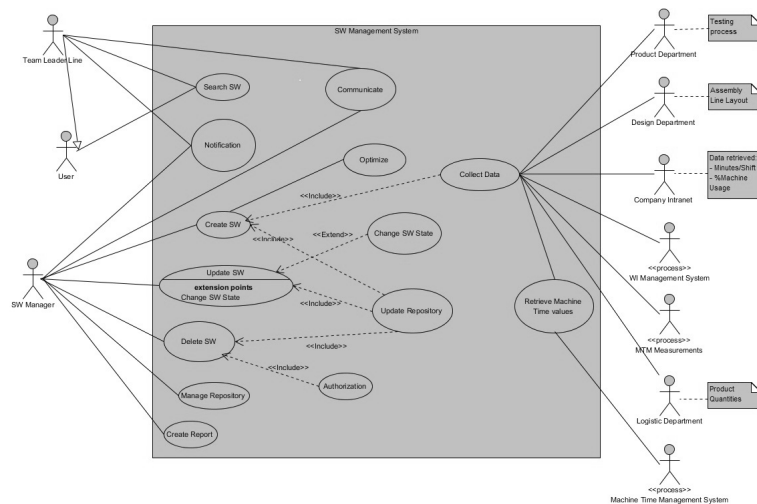 SW Management System
Team Leader Line
User
SW Manager
Search SW
Communicate
Notification
Optimize
Collect Data
<<Include>>
Create SW
<<Include>>
<<Extend>>
Change SW State
Update SW
extension points
Change SW State
<<Include>>
Update Repository
Retrieve Machine
Time values
Delete SW
<<Include>>
<<Include>>
Authorization
Manage Repository
Create Report
Product Department
Testing
process
Design Department
Assembly
Line Layout
Company Intranet
Data retrieved:
- Minutes/Shift
- %Machine
Usage
<<process>>
WI Management System
<<process>>
MTM Measurements
Logistic Department
Product
Quantities
<<process>>
Machine Time Management System